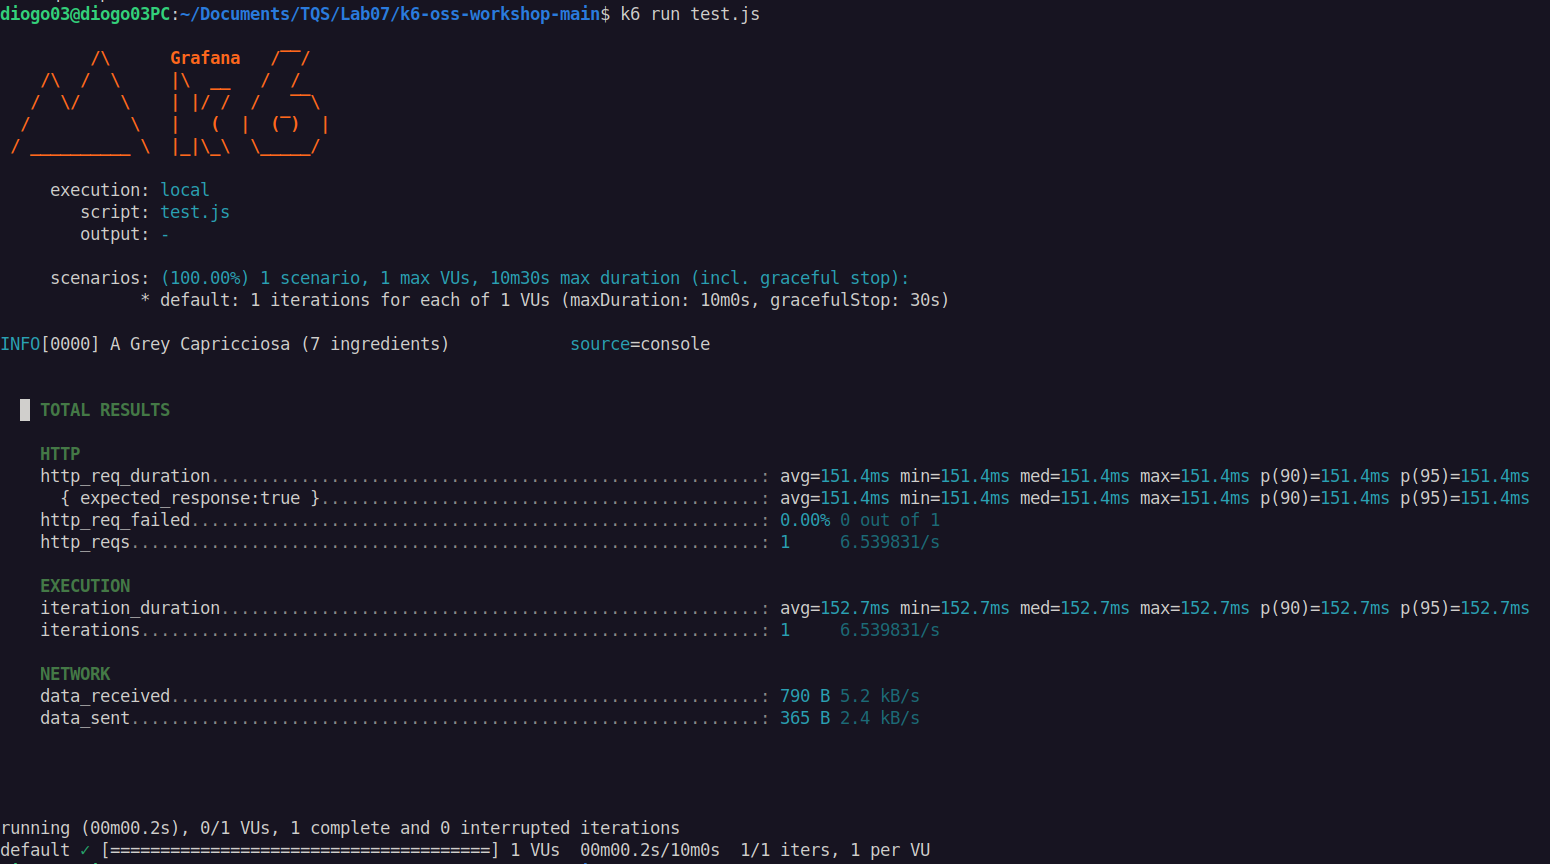 diogo03@diogo03PC:~/Documents/TQS/Lab07/k6-oss-workshop-main$ k6 run test.js
         /\      Grafana   /‾‾/
    /\  /  \     |\  __   /  /
   /  \/    \    | |/ /  /   ‾‾\
  /          \   |   (  |  (‾)  |
 / __________ \  |_|\_\  \_____/
     execution: local
        script: test.js
        output: -
     scenarios: (100.00%) 1 scenario, 1 max VUs, 10m30s max duration (incl. graceful stop):
              * default: 1 iterations for each of 1 VUs (maxDuration: 10m0s, gracefulStop: 30s)
INFO[0000] A Grey Capricciosa (7 ingredients)            source=console
  █ TOTAL RESULTS
    HTTP
    http_req_duration.......................................................: avg=151.4ms min=151.4ms med=151.4ms max=151.4ms p(90)=151.4ms p(95)=151.4ms
      { expected_response:true }............................................: avg=151.4ms min=151.4ms med=151.4ms max=151.4ms p(90)=151.4ms p(95)=151.4ms
    http_req_failed.........................................................: 0.00% 0 out of 1
    http_reqs...............................................................: 1     6.539831/s
    EXECUTION
    iteration_duration......................................................: avg=152.7ms min=152.7ms med=152.7ms max=152.7ms p(90)=152.7ms p(95)=152.7ms
    iterations..............................................................: 1     6.539831/s
    NETWORK
    data_received...........................................................: 790 B 5.2 kB/s
    data_sent...............................................................: 365 B 2.4 kB/s
running (00m00.2s), 0/1 VUs, 1 complete and 0 interrupted iterations
default ✓ [======================================] 1 VUs  00m00.2s/10m0s  1/1 iters, 1 per VU